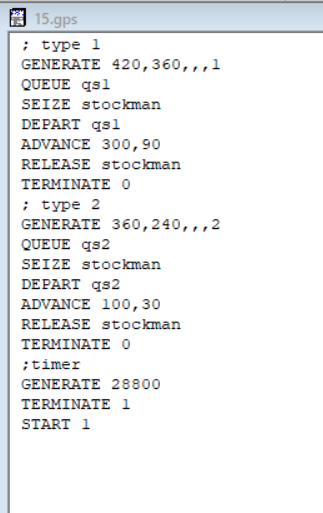 15.gps
; type 1
GENERATE 420,360,,,1
QUEUE qs1
SEIZE stockman
DEPART qs1
ADVANCE 300,90
RELEASE stockman
TERMINATE 0
; type 2
GENERATE 360,240,,,2
QUEUE qs2
SEIZE stockman
DEPART qs2
ADVANCE 100,30
RELEASE stockman
TERMINATE 0
;timer
GENERATE 28800
TERMINATE 1
START 1